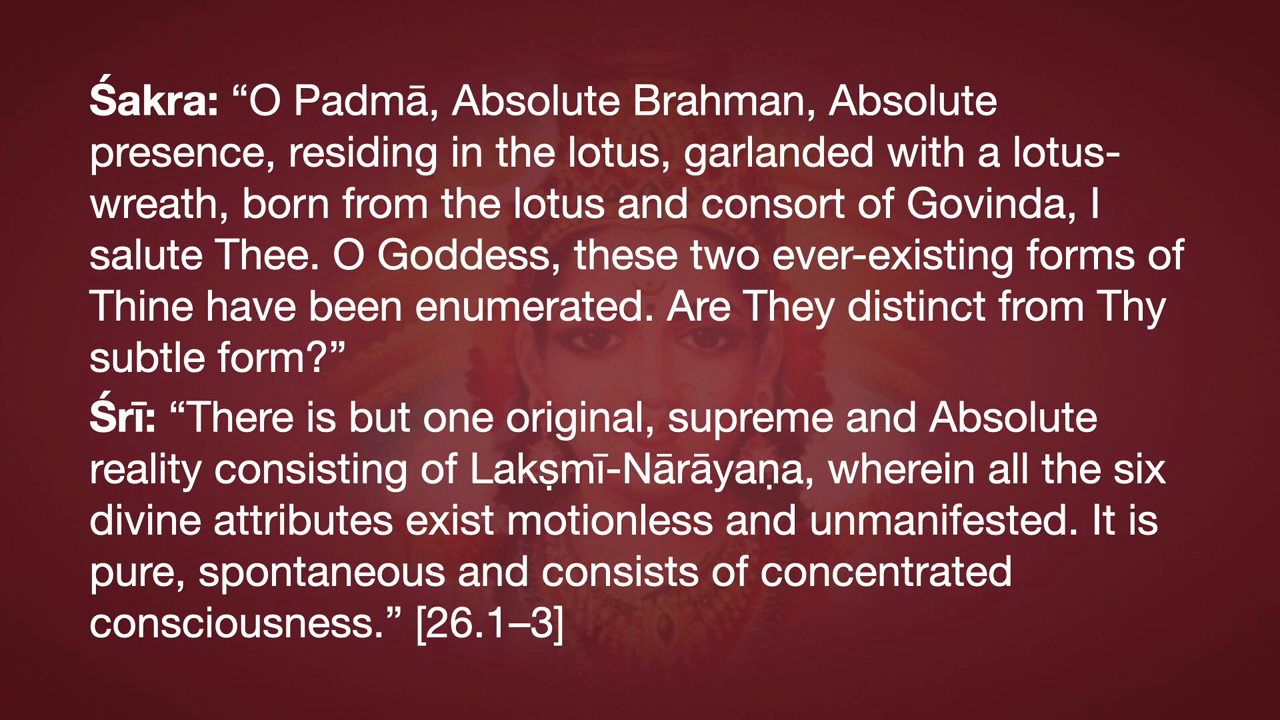 Śakra: “O Padmā, Absolute Brahman, Absolute
presence, residing in the lotus, garlanded with a lotus-
wreath, born from the lotus and consort of Govinda, I
salute Thee. O Goddess, these two ever-existing forms of
Thine have been enumerated. Are They distinct from Thy
subtle form?”
Śrī: “There is but one original, supreme and Absolute
reality consisting of Lakṣmī-Nārāyaṇa, wherein all the six
divine attributes exist motionless and unmanifested. It is
pure, spontaneous and consists of concentrated
consciousness.” [26.1–3]